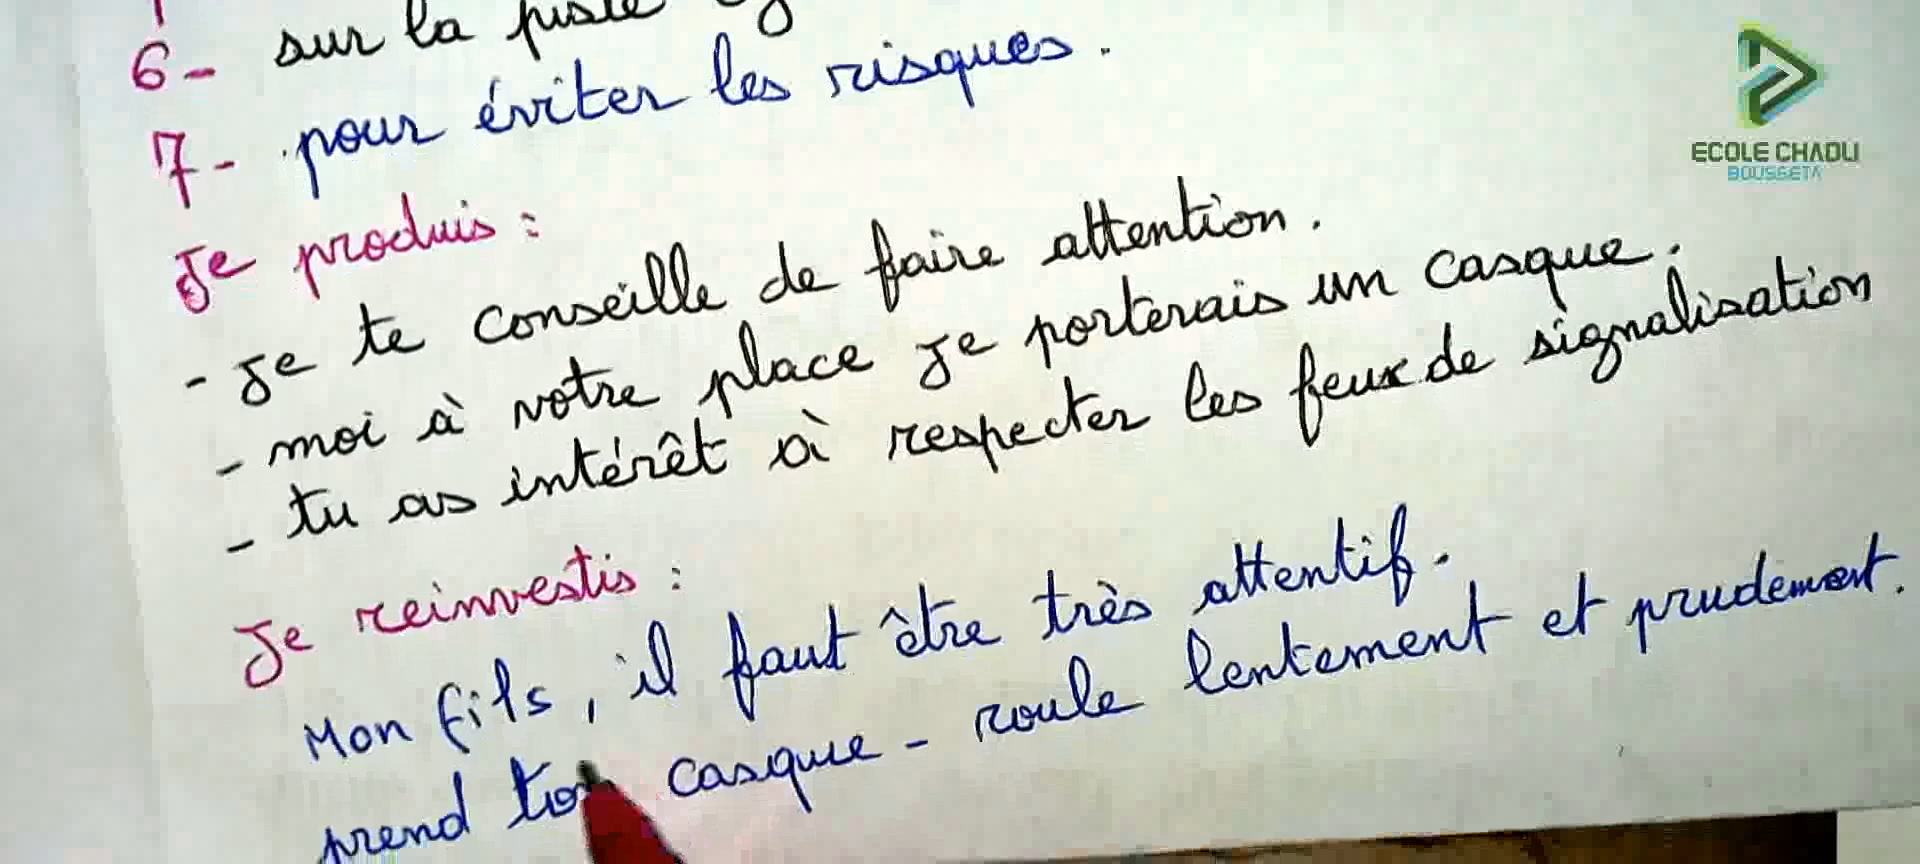 6- sur la piste
7- pour éviter les risques.
Je produis :
- Je te conseille de faire attention.
- moi à votre place je porterais un casque.
- tu as intérêt à respecter les feux de signalisation
Je reinvestis :
Mon fils, il faut être très attentif.
prend ton casque - roule lentement et prudement.
ECOLE CHADLI
BOUSSETA